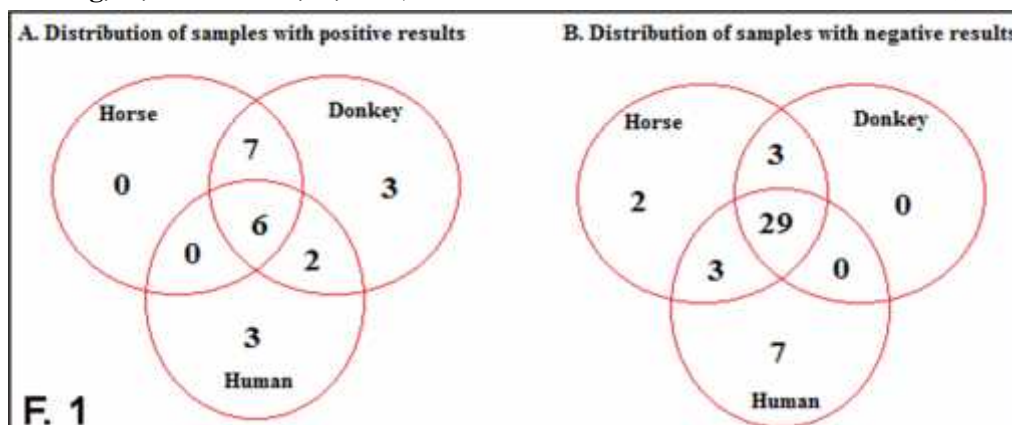 A. Distribution of samples with positive results
Horse
Donkey
7
0
3
6
0
2
3
Human
F. 1
B. Distribution of samples with negative results
Horse
Donkey
3
2
0
29
3
0
7
Human